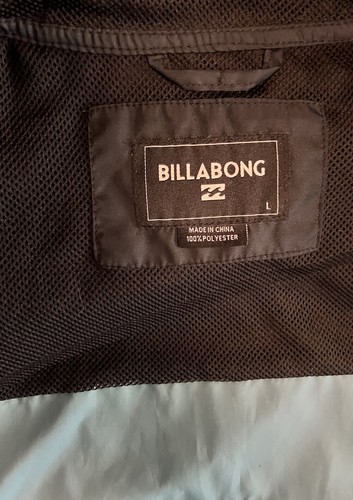 BILLABONG
L
MADE IN CHINA
100% POLYESTER